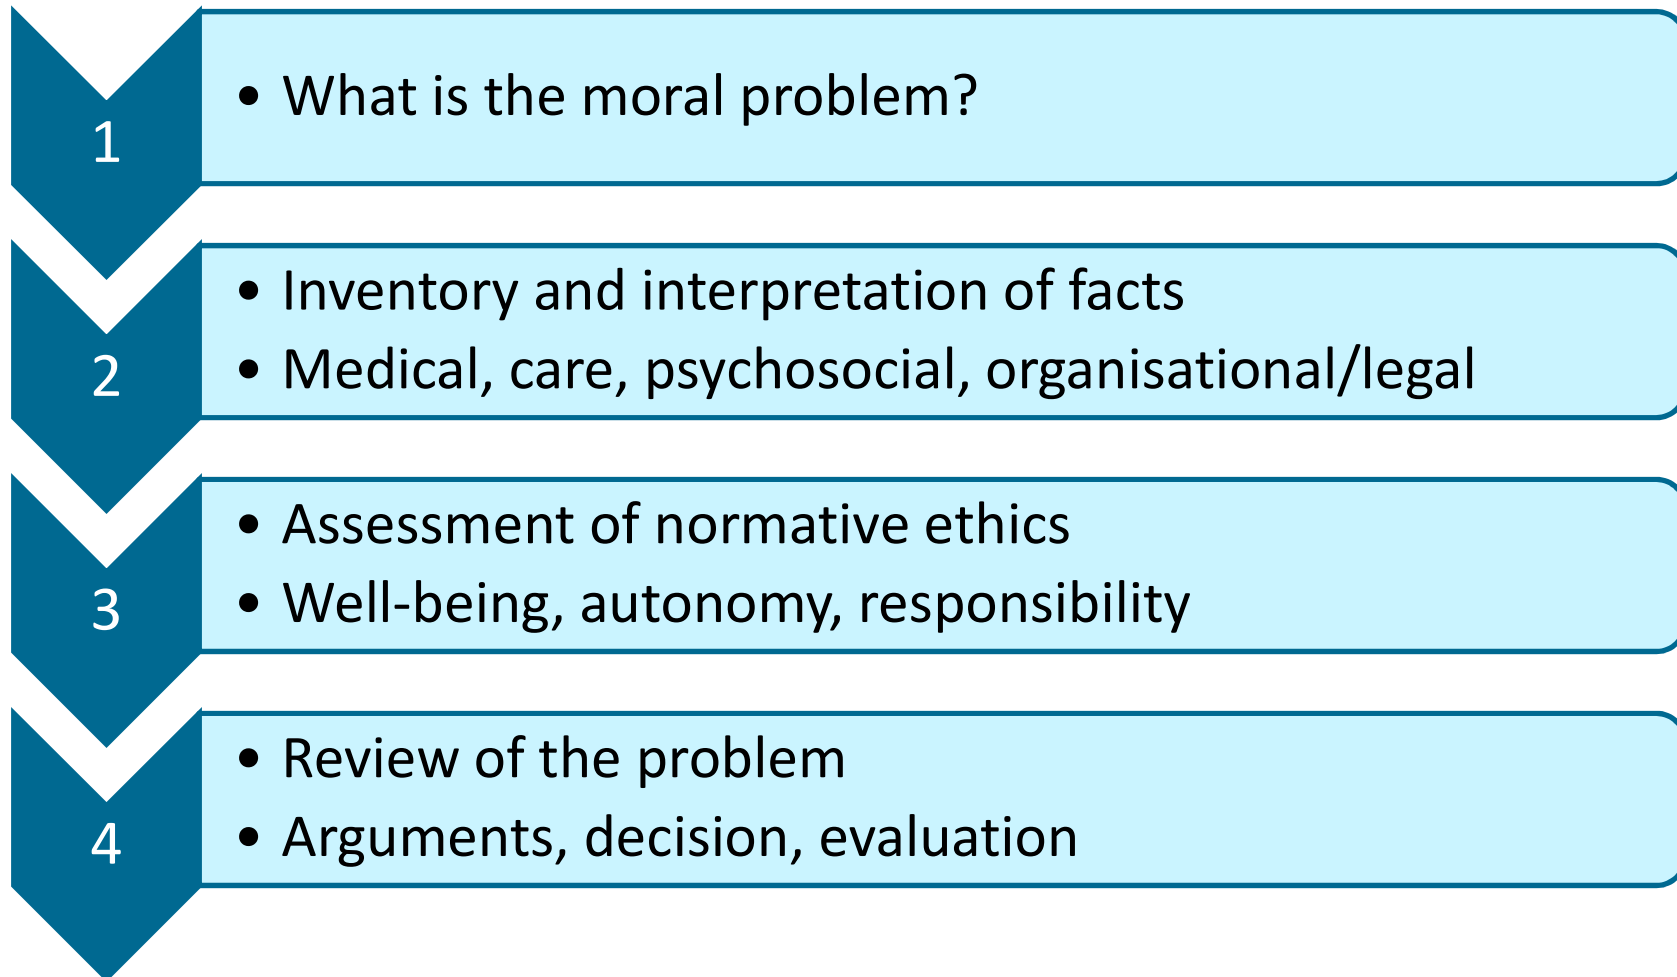 1
• What is the moral problem?
2
• Inventory and interpretation of facts
• Medical, care, psychosocial, organisational/legal
3
• Assessment of normative ethics
• Well-being, autonomy, responsibility
4
• Review of the problem
• Arguments, decision, evaluation